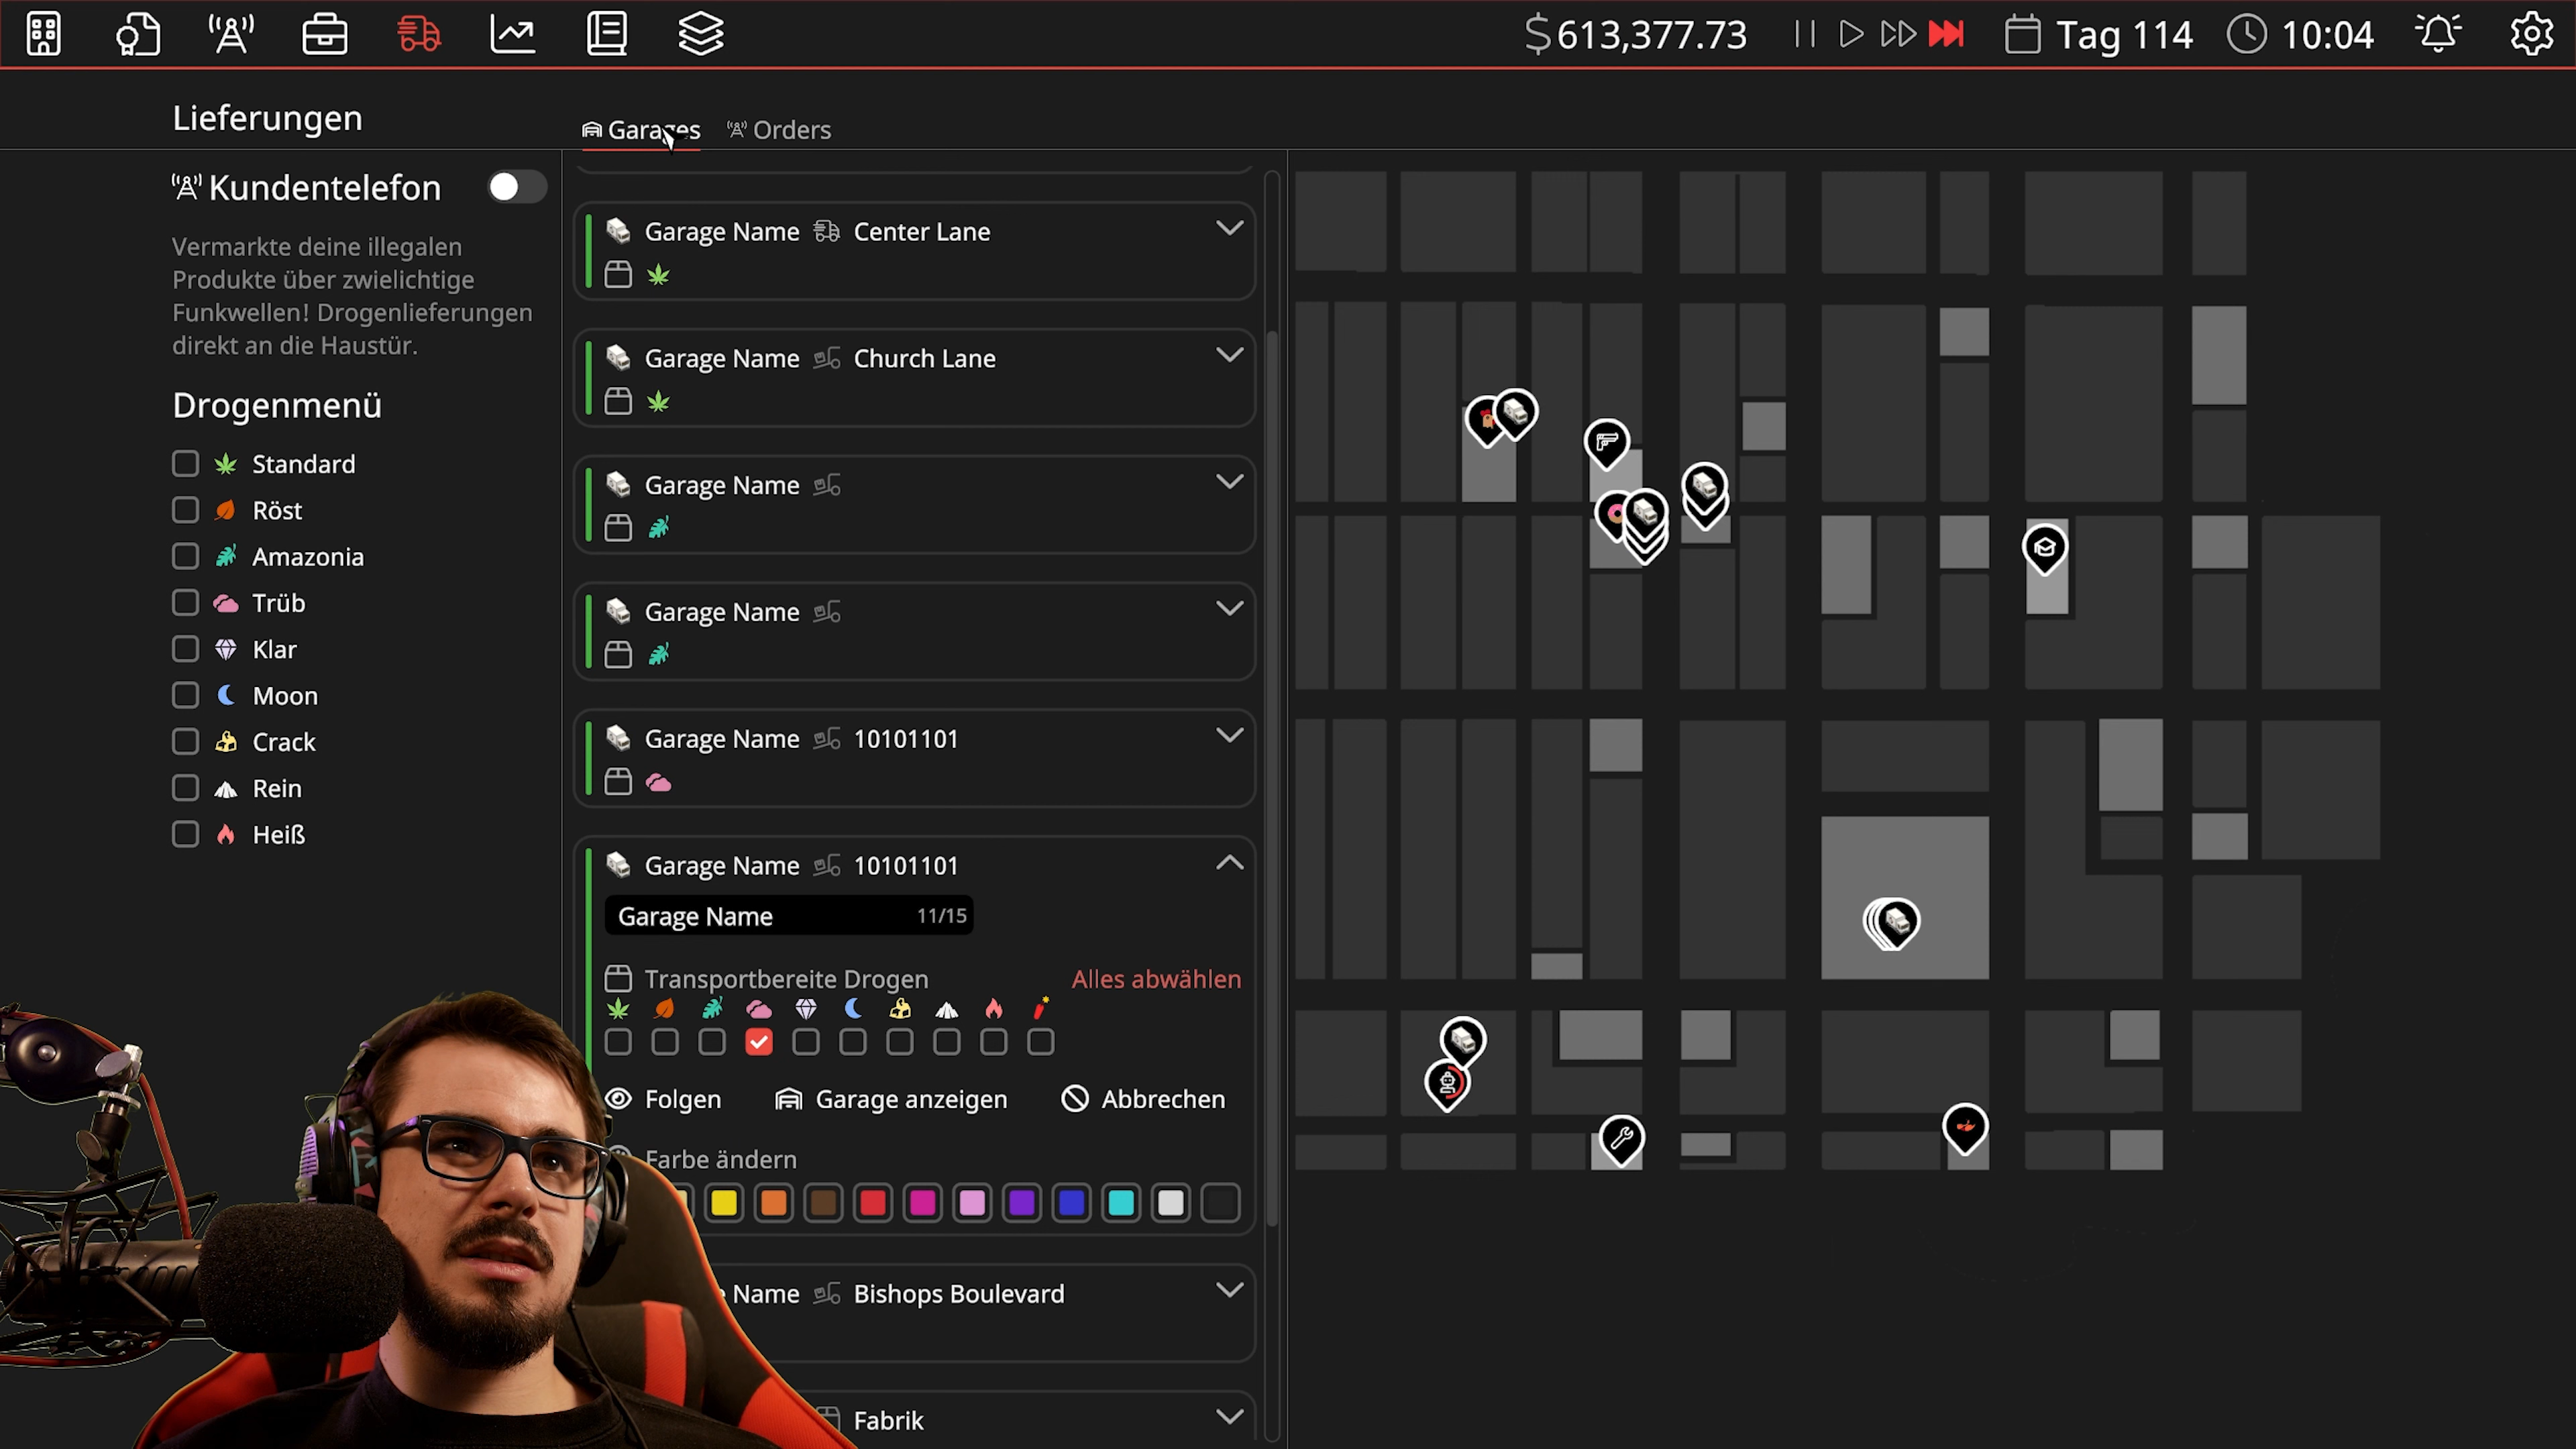 $613,377.73
Tag 114
10:04
Lieferungen
Garages
Orders
Kundentelefon
Vermarkte deine illegalen
Produkte über zwielichtige
Funkwellen! Drogenlieferungen
direkt an die Haustür.
Drogenmenü
Standard
Röst
Amazonia
Trüb
Klar
Moon
Crack
Rein
Heiß
Garage Name Center Lane
Garage Name Church Lane
Garage Name
Garage Name
Garage Name 10101101
Garage Name 10101101
Garage Name 11/15
Transportbereite Drogen Alles abwählen
Folgen Garage anzeigen Abbrechen
Farbe ändern
Name Bishops Boulevard
Fabrik